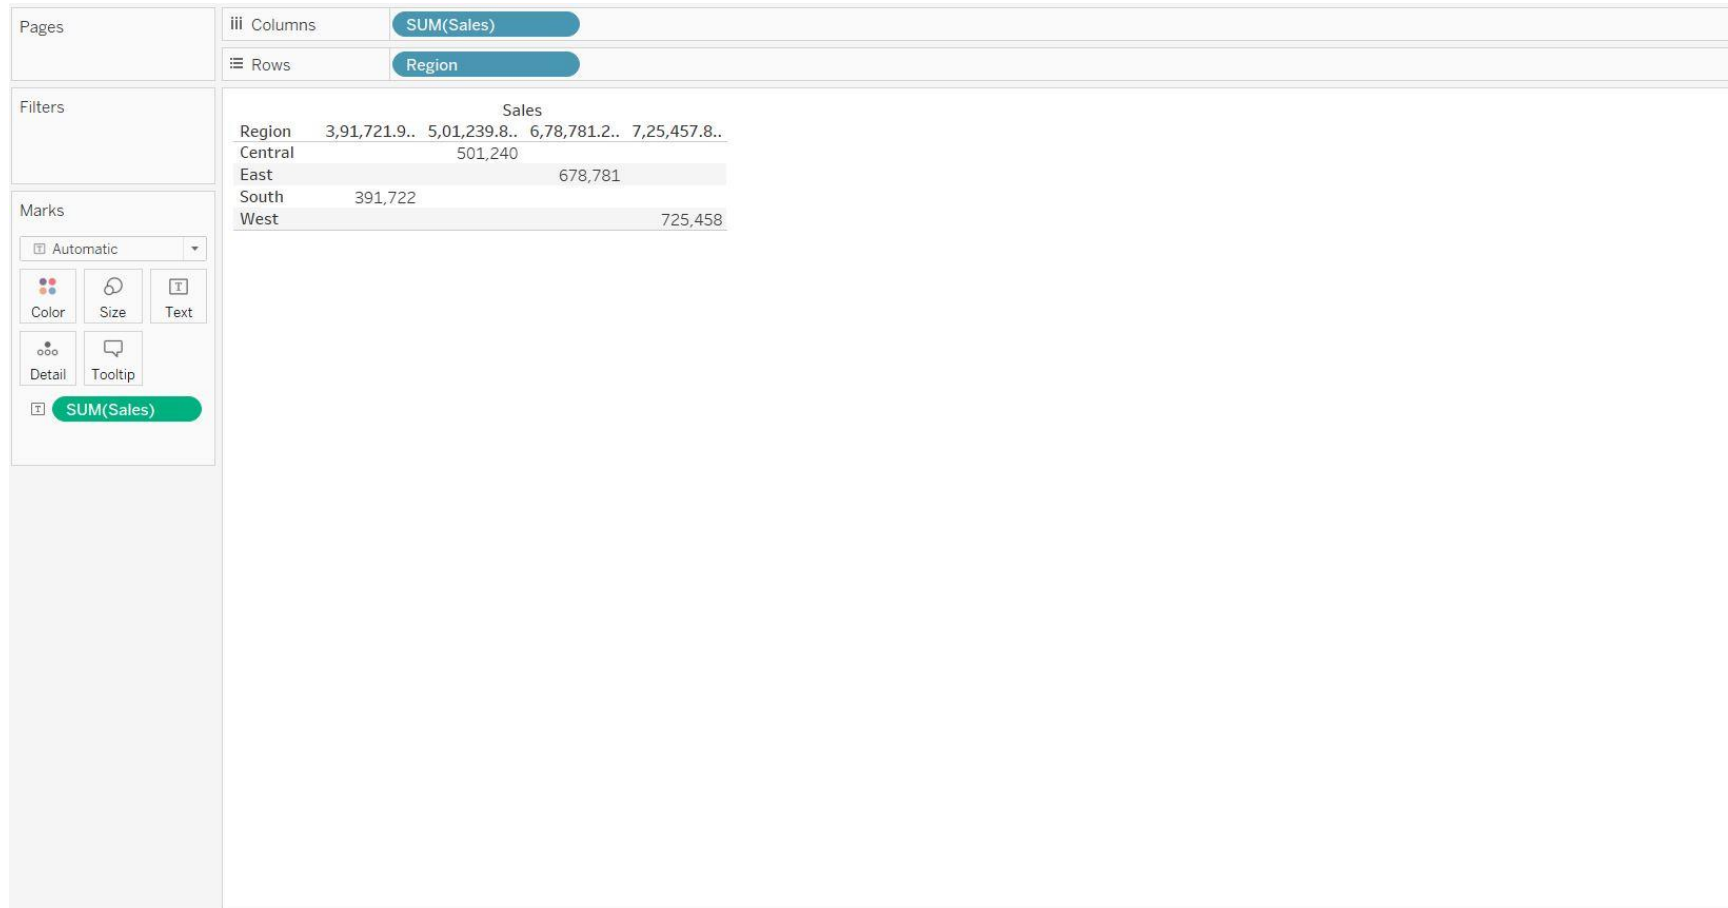 Pages
Columns SUM(Sales)
Rows Region
Filters
Sales
Region 3,91,721.9.. 5,01,239.8.. 6,78,781.2.. 7,25,457.8..
Central 501,240
East 678,781
South 391,722
West 725,458
Marks
T Automatic
Color Size T Text
Detail Tooltip
T SUM(Sales)